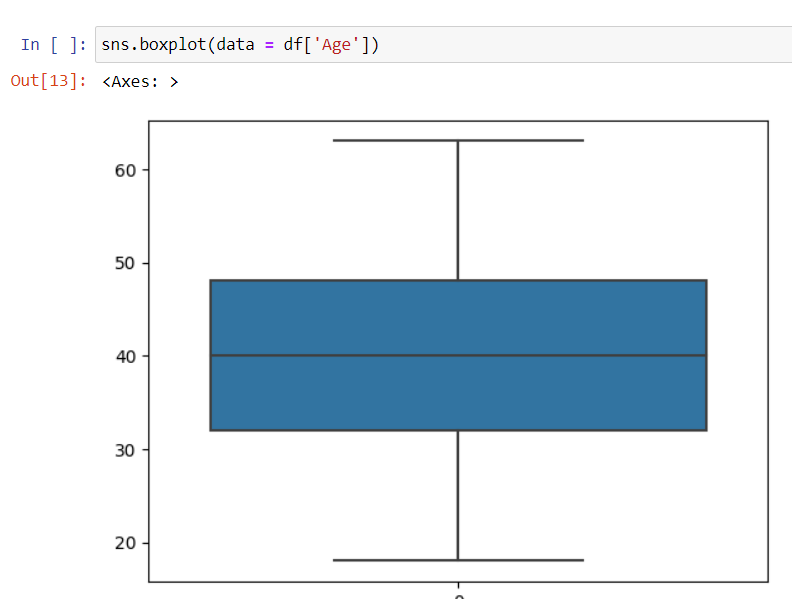 In [ ]: sns.boxplot(data = df['Age'])
Out[13]: <Axes: >
60
50
40
30
20